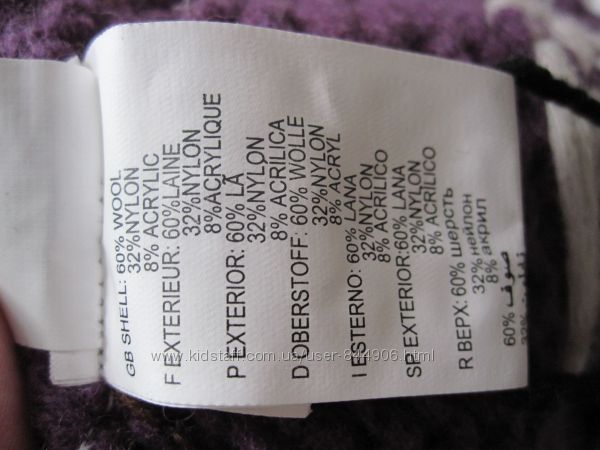 GB SHELL: 60% WOOL
32%NYLON
8% ACRYLIC
F EXTERIEUR: 60%LAINE
32%NYLON
8%ACRYLIQUE
P EXTERIOR: 60% LÃ
32%NYLON
8% ACRÍLICA
D OBERSTOFF: 60% WOLLE
32%NYLON
8% ACRYL
I ESTERNO: 60% LANA
32%NYLON
8% ACRILICO
SP EXTERIOR:60% LANA
32%NYLON
8% ACRÍLICO
R ВЕРХ: 60% шерсть
32% нейлон
8% акрил
60% صوف
www.kidstaff.com.ua/user-844906.html